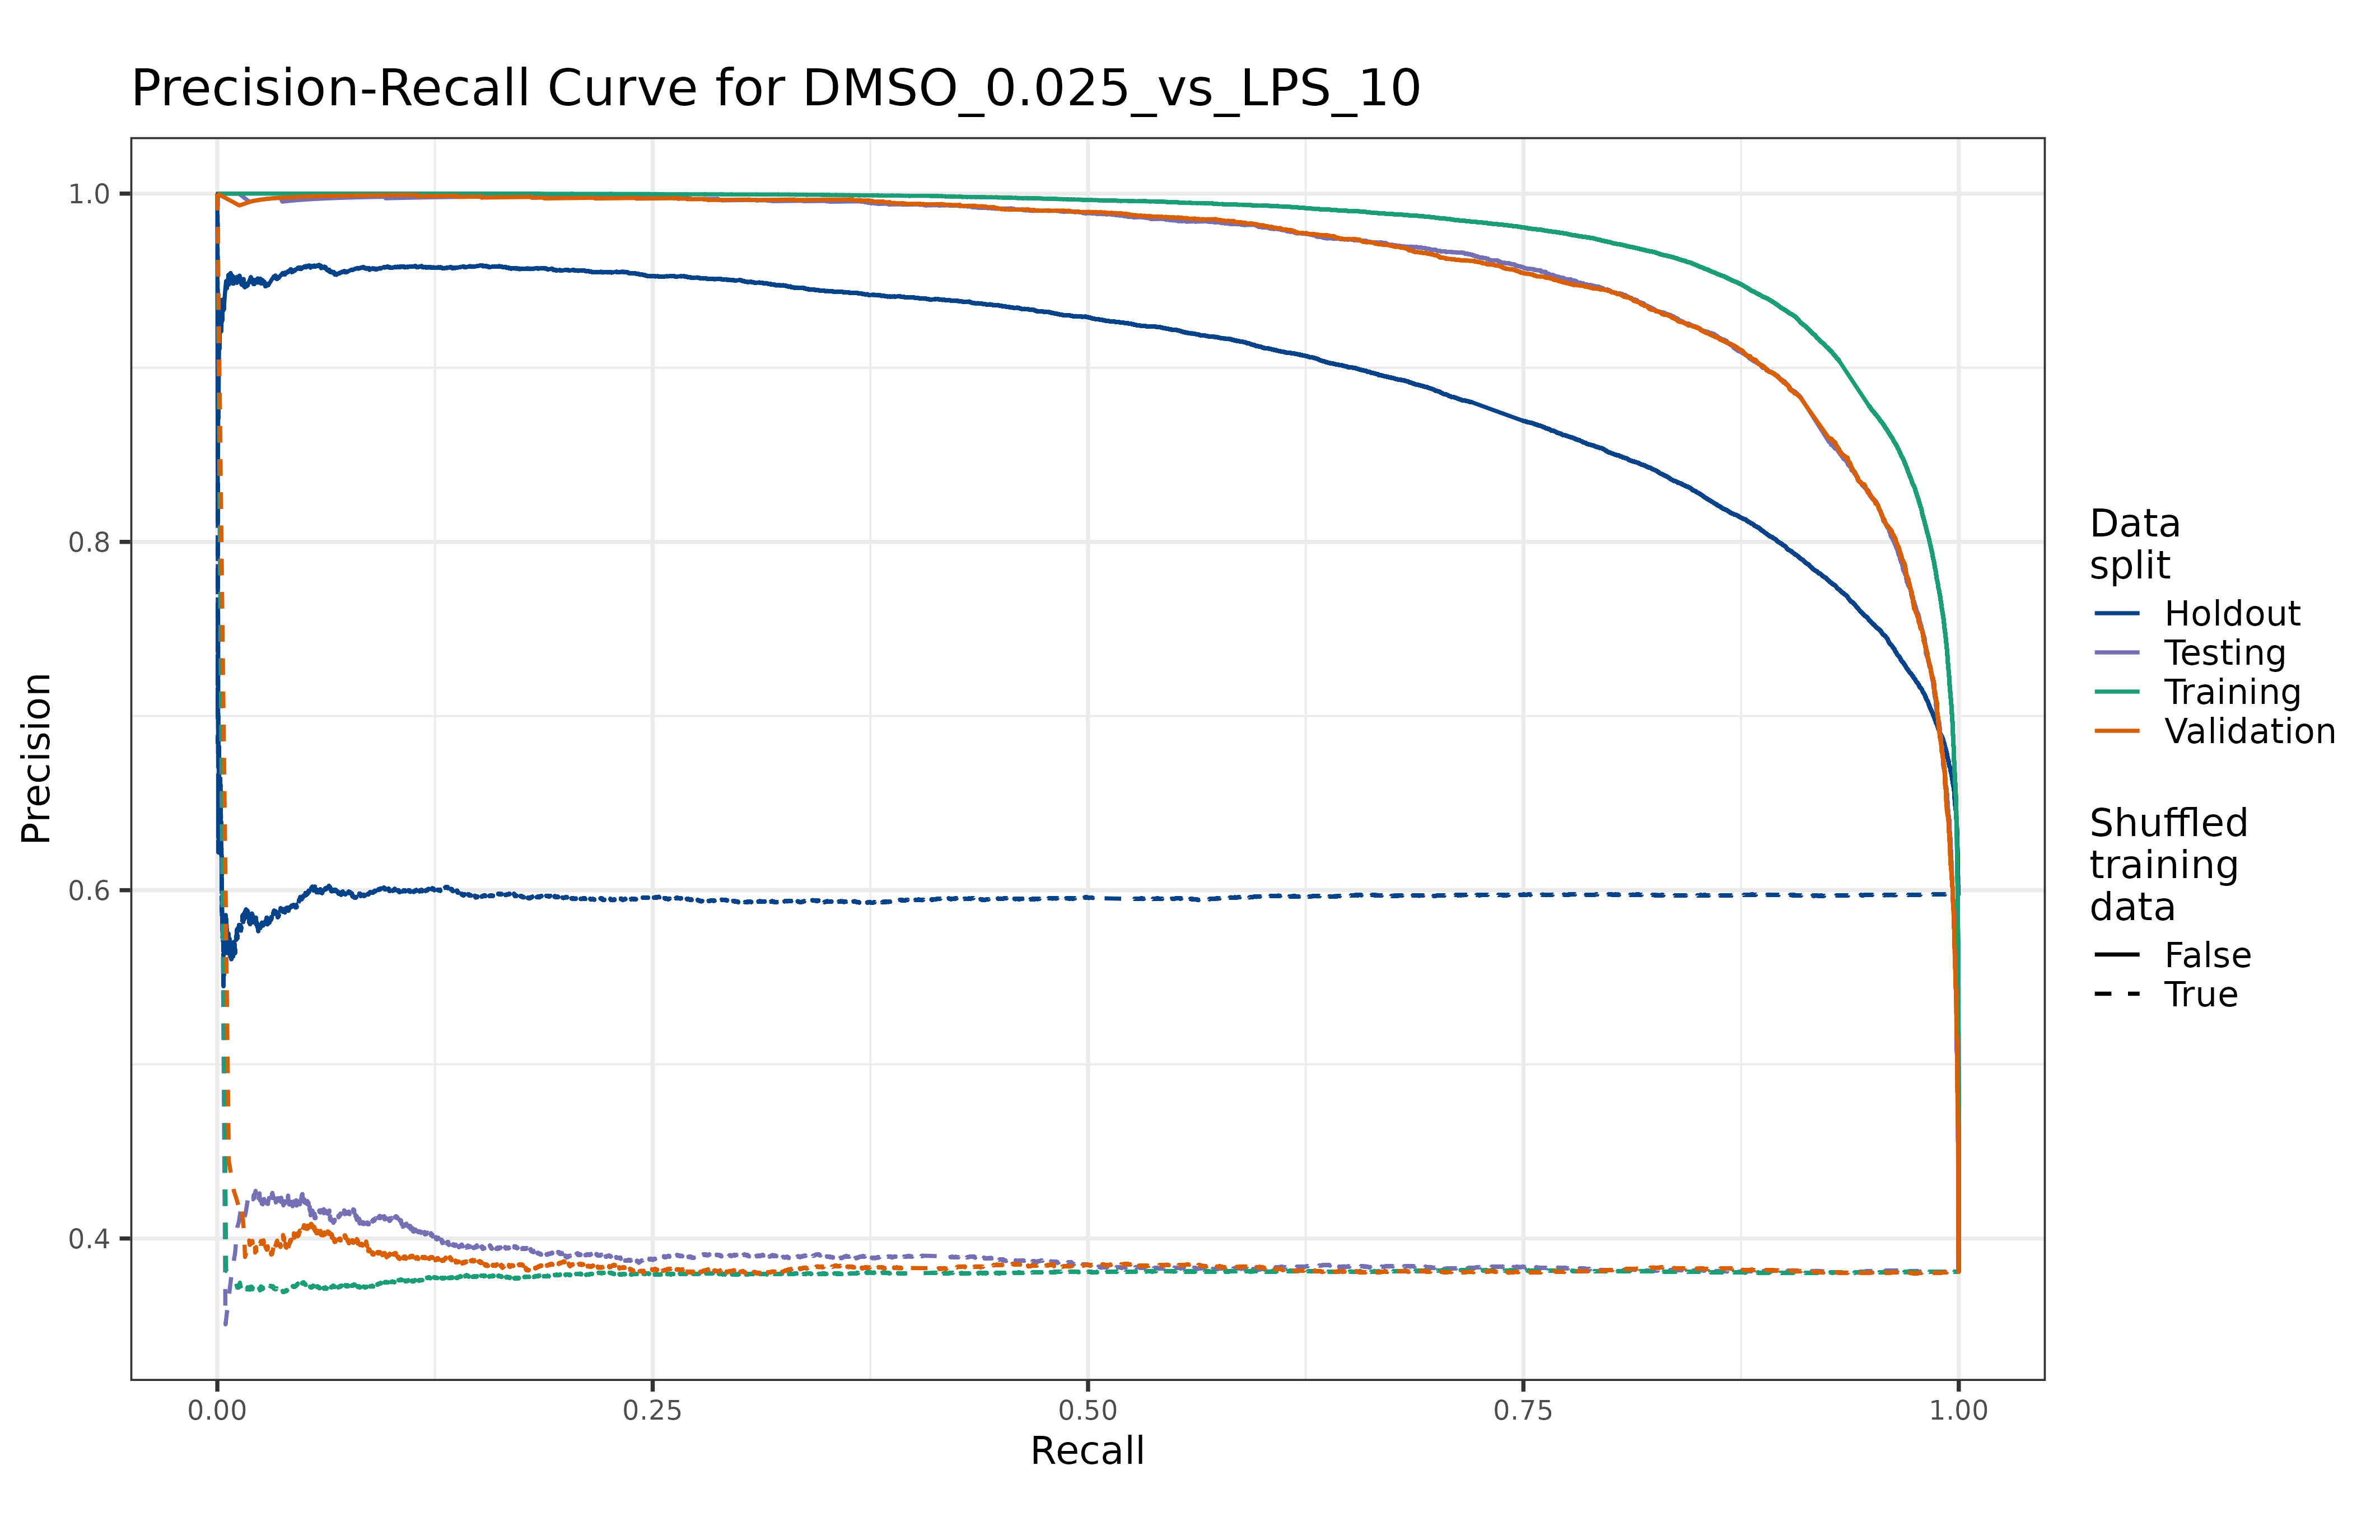 Precision-Recall Curve for DMSO_0.025_vs_LPS_10
1.0
0.8
0.6
0.4
Precision
0.00
0.25
0.50
0.75
1.00
Recall
Data
split
Holdout
Testing
Training
Validation
Shuffled
training
data
False
True